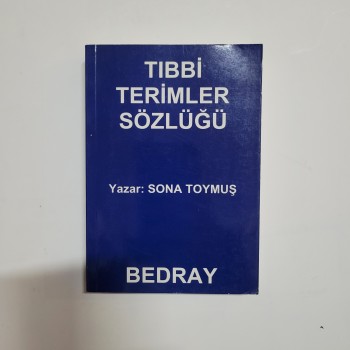 TIBBİ
TERİMLER
SÖZLÜĞÜ
Yazar: SONA TOYMUŞ
BEDRAY